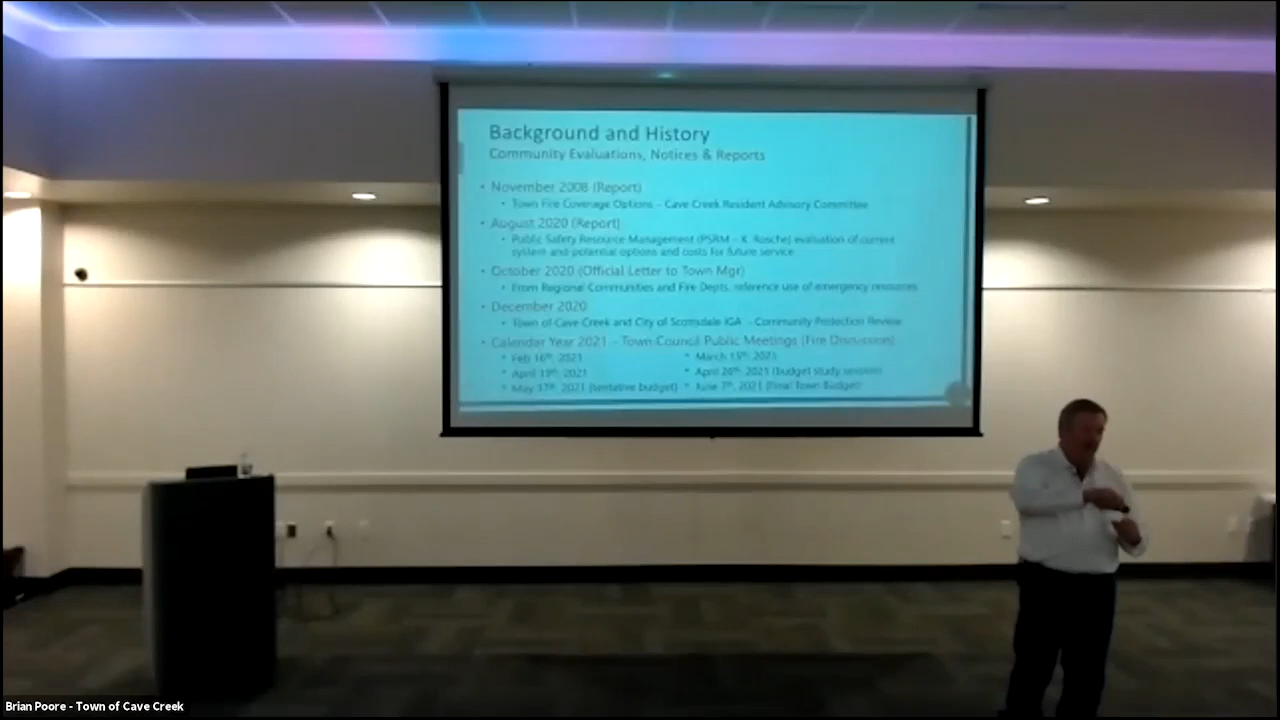 Background and History
Community Evaluations, Notices & Reports
• November 2008 (Report)
• Town Fire Coverage Options – Cave Creek Resident Advisory Committee
• August 2020 (Report)
• Public Safety Resource Management (PSRM – K. Rosche) evaluation of current
system and potential options and costs for future service
• October 2020 (Official Letter to Town Mgr)
• From Regional Communities and Fire Depts. reference use of emergency resources
• December 2020
• Town of Cave Creek and City of Scottsdale IGA – Community Protection Review
• Calendar Year 2021 – Town Council Public Meetings (Fire Discussion)
• Feb 16th, 2021 • March 15th, 2021
• April 19th, 2021 • April 26th, 2021 (budget study session)
• May 17th, 2021 (tentative budget) • June 7th, 2021 (Final Town Budget)
Brian Poore - Town of Cave Creek